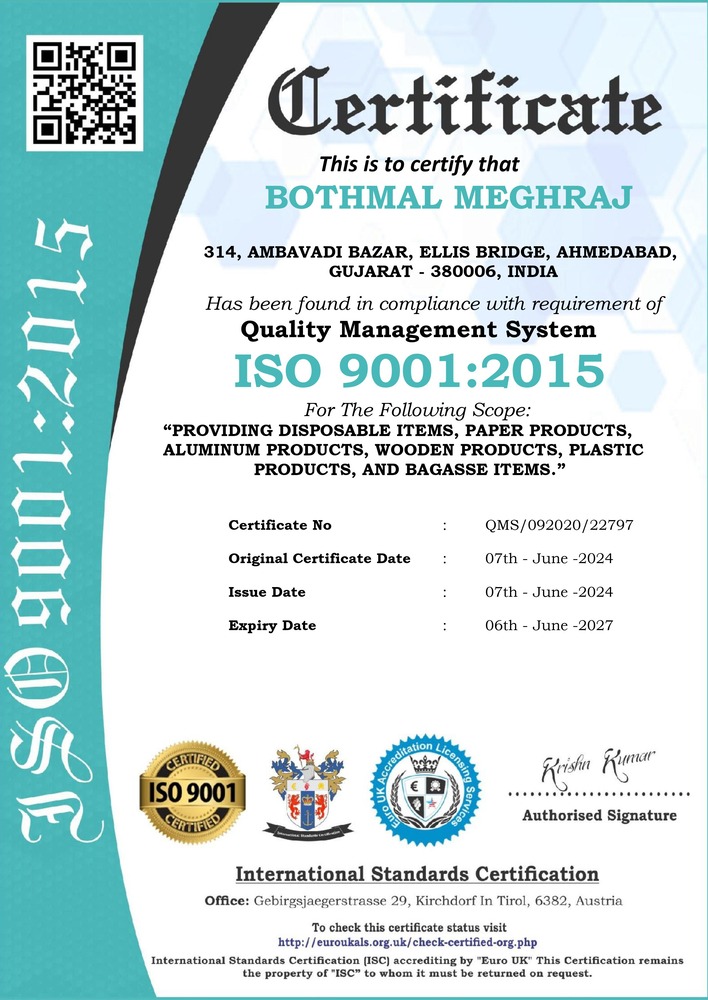 Certificate
This is to certify that
BOTHMAL MEGHRAJ
314, AMBAVADI BAZAR, ELLIS BRIDGE, AHMEDABAD,
GUJARAT - 380006, INDIA
Has been found in compliance with requirement of
Quality Management System
ISO 9001:2015
For The Following Scope:
“PROVIDING DISPOSABLE ITEMS, PAPER PRODUCTS,
ALUMINUM PRODUCTS, WOODEN PRODUCTS, PLASTIC
PRODUCTS, AND BAGASSE ITEMS.”
Certificate No : QMS/092020/22797
Original Certificate Date : 07th - June -2024
Issue Date : 07th - June -2024
Expiry Date : 06th - June -2027
ISO 9001:2015
CERTIFIED
ISO 9001
CERTIFIED
International Standards Certification
Euro UK Accreditation Licensing Services
Krishn Kumar
Authorised Signature
International Standards Certification
Office: Gebirgsjaegerstrasse 29, Kirchdorf In Tirol, 6382, Austria
To check this certificate status visit
http://euroukals.org.uk/check-certified-org.php
International Standards Certification (ISC) accrediting by "Euro UK" This Certification remains
the property of "ISC" to whom it must be returned on request.